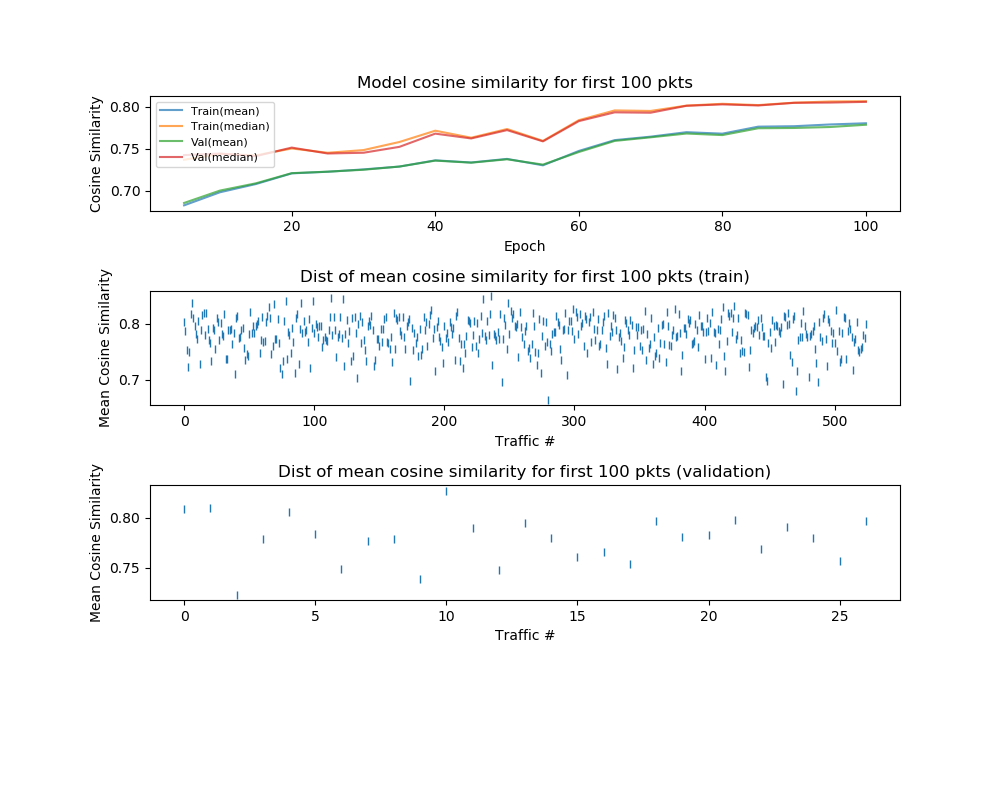 Model cosine similarity for first 100 pkts
Cosine Similarity
0.80
0.75
0.70
Train(mean)
Train(median)
Val(mean)
Val(median)
20 40 60 80 100
Epoch
Dist of mean cosine similarity for first 100 pkts (train)
Mean Cosine Similarity
0.8
0.7
0 100 200 300 400 500
Traffic #
Dist of mean cosine similarity for first 100 pkts (validation)
Mean Cosine Similarity
0.80
0.75
0 5 10 15 20 25
Traffic #